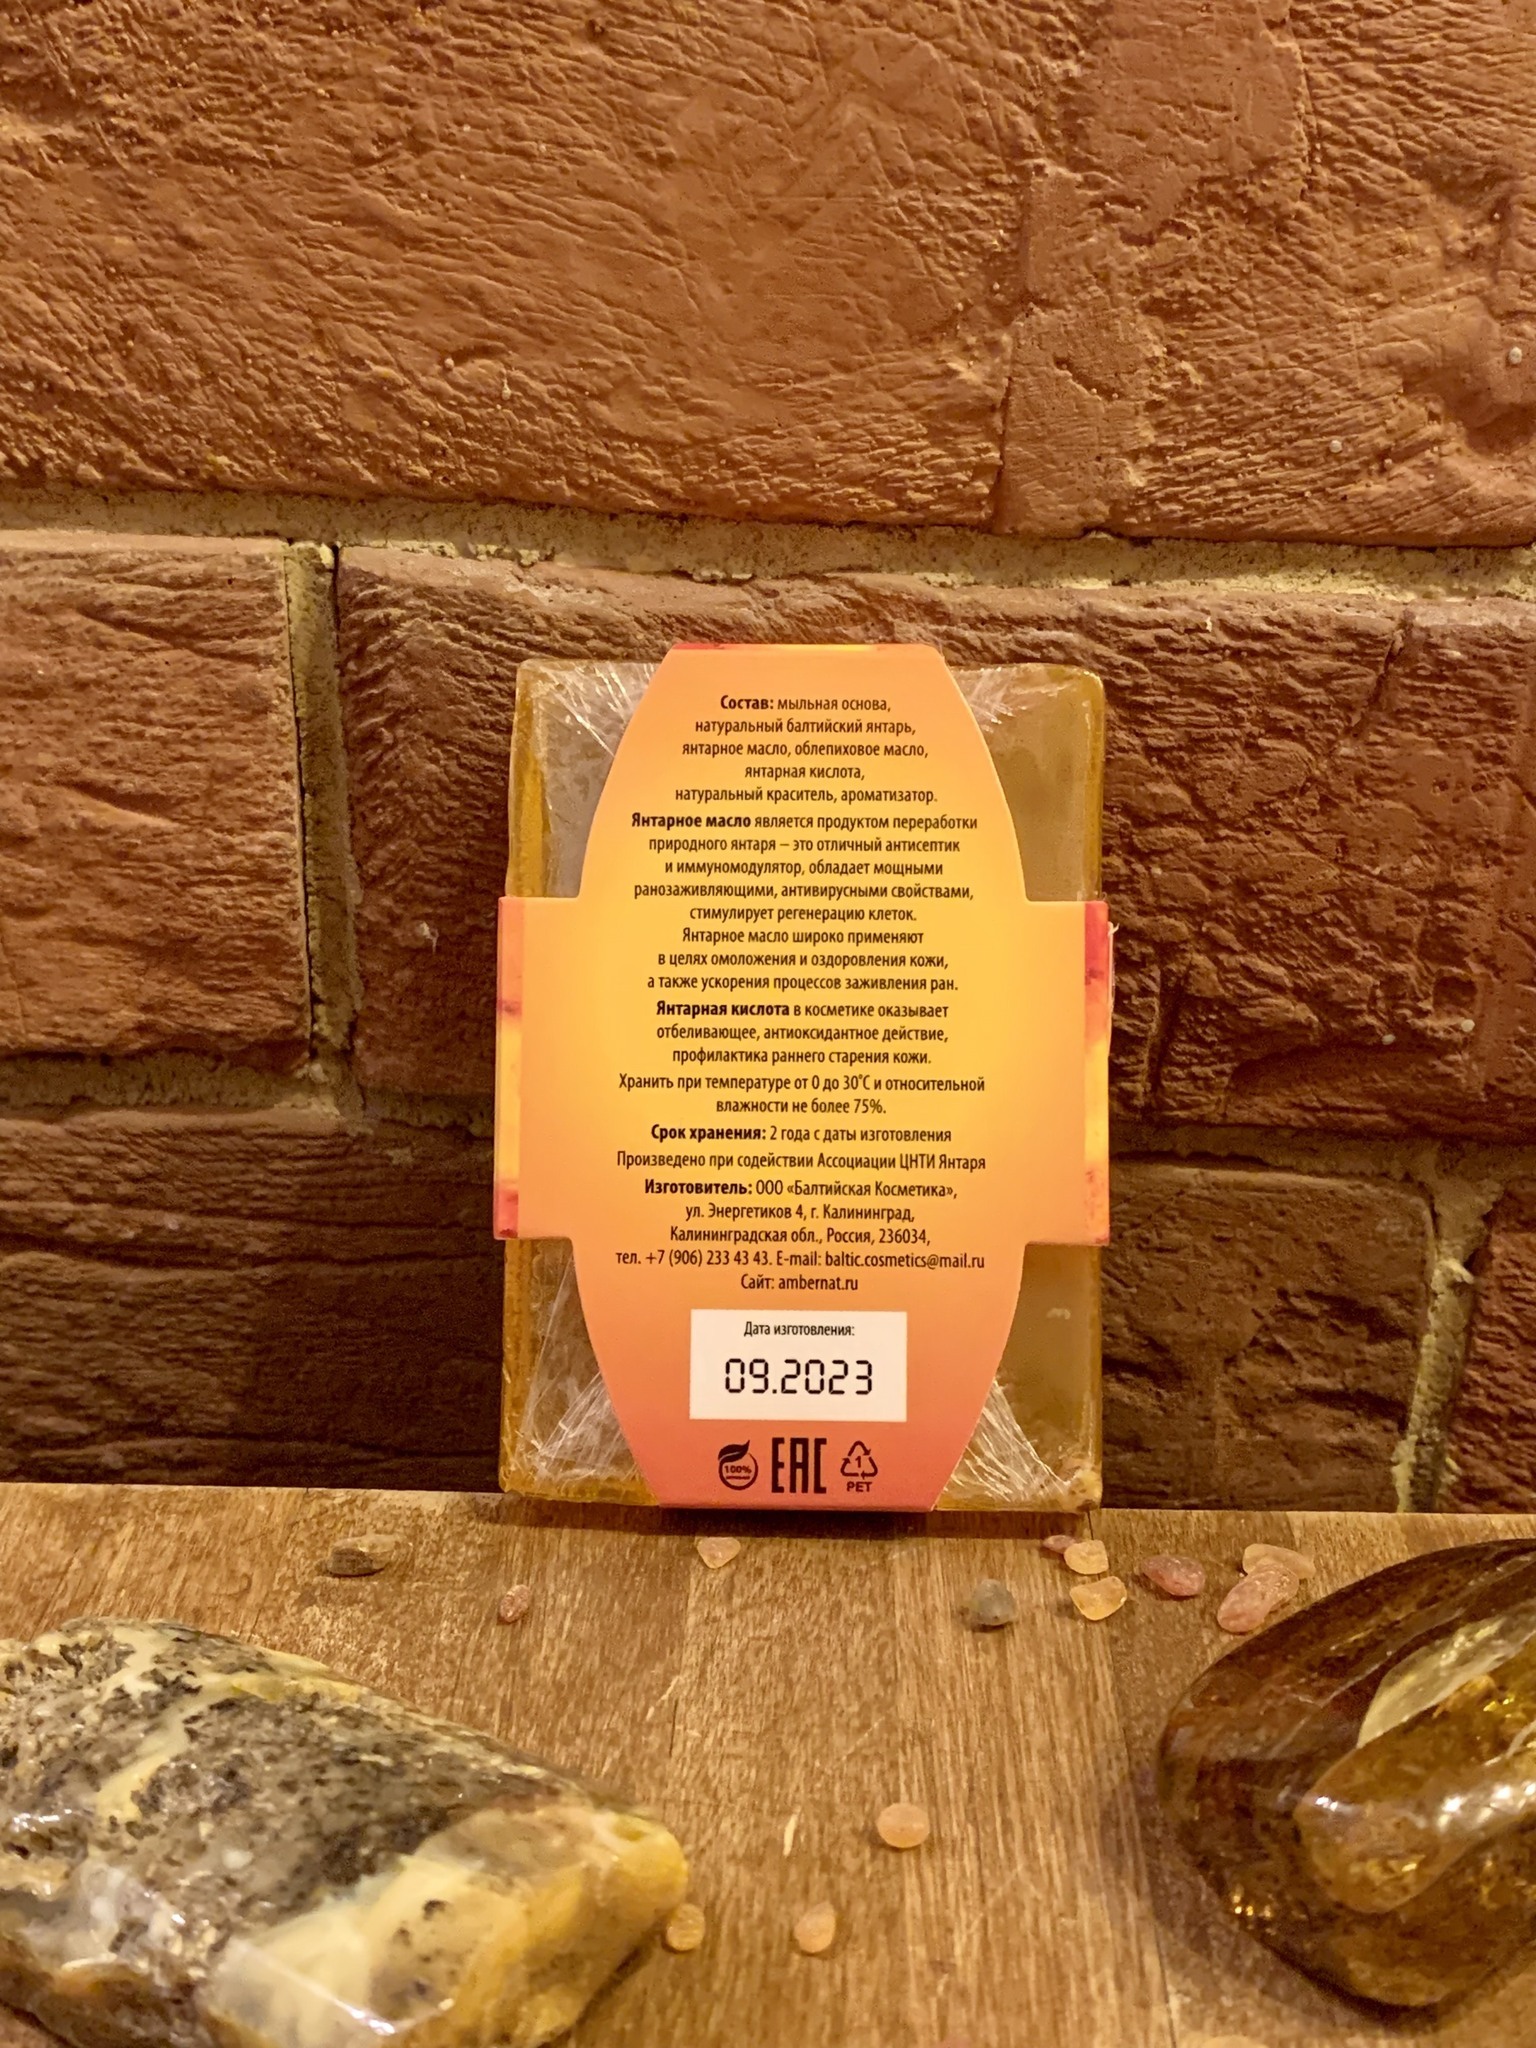 Состав: мыльная основа,
натуральный балтийский янтарь,
янтарное масло, облепиховое масло,
янтарная кислота,
натуральный краситель, ароматизатор.
Янтарное масло является продуктом переработки
природного янтаря – это отличный антисептик
и иммуномодулятор, обладает мощными
ранозаживляющими, антивирусными свойствами,
стимулирует регенерацию клеток.
Янтарное масло широко применяют
в целях омоложения и оздоровления кожи,
а также ускорения процессов заживления ран.
Янтарная кислота в косметике оказывает
отбеливающее, антиоксидантное действие,
профилактика раннего старения кожи.
Хранить при температуре от 0 до 30°С и относительной
влажности не более 75%.
Срок хранения: 2 года с даты изготовления
Произведено при содействии Ассоциации ЦНТИ Янтаря
Изготовитель: ООО «Балтийская Косметика»,
ул. Энергетиков 4, г. Калининград,
Калининградская обл., Россия, 236034,
тел. +7 (906) 233 43 43. E-mail: baltic.cosmetics@mail.ru
Сайт: ambernat.ru
Дата изготовления:
09.2023
100% EAC 1
PET